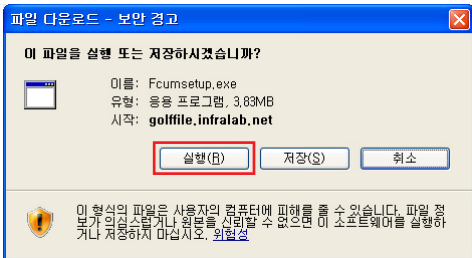 파일 다운로드 - 보안 경고
이 파일을 실행 또는 저장하시겠습니까?
이름: Fcumsetup.exe
유형: 응용 프로그램, 3,83MB
시작: golffile.infralab.net
실행(R) 저장(S) 취소
이 형식의 파일은 사용자의 컴퓨터에 피해를 줄 수 있습니다. 파일 정
보가 의심스럽거나 원본을 신뢰할 수 없으면 이 소프트웨어를 실행하
거나 저장하지 마십시오. 위험성